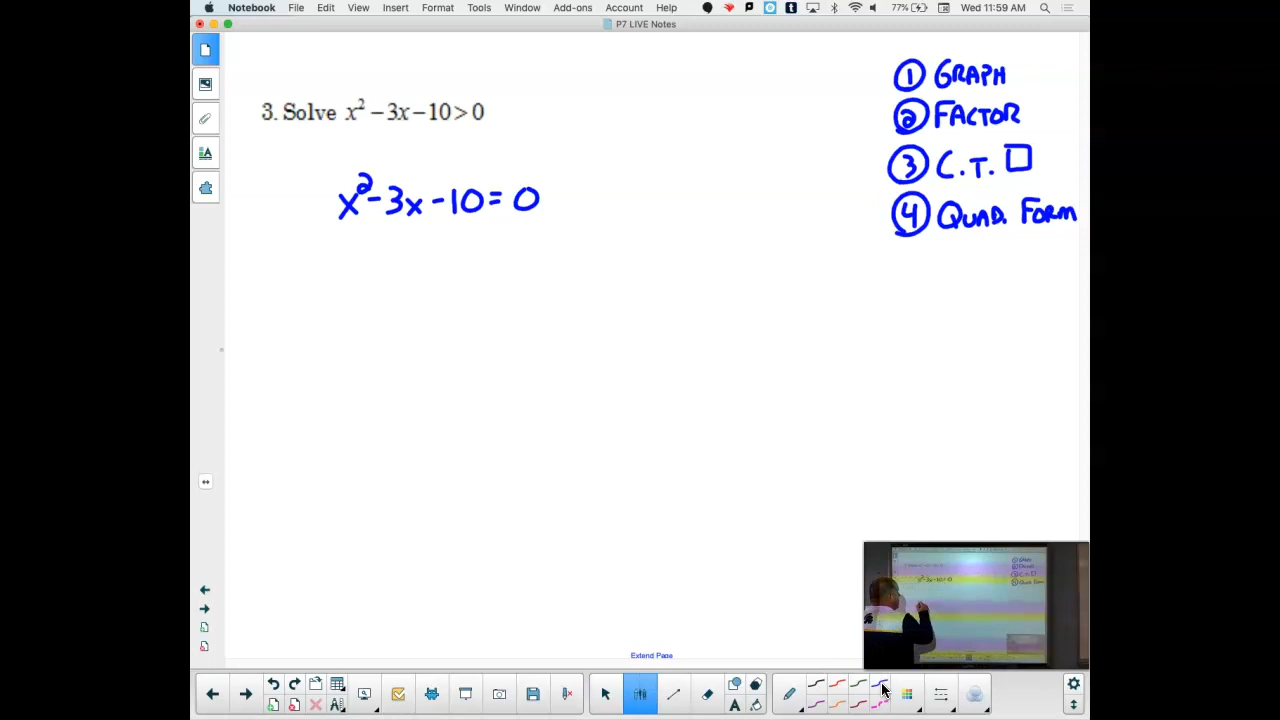 Notebook File Edit View Insert Format Tools Window Add-ons Account Help 77% Wed 11:59 AM
P7 LIVE Notes
① GRAPH
3. Solve x² − 3x − 10 > 0
② FACTOR
③ C.T. □
x² - 3x - 10 = 0
④ QUAD. FORM
Extend Page